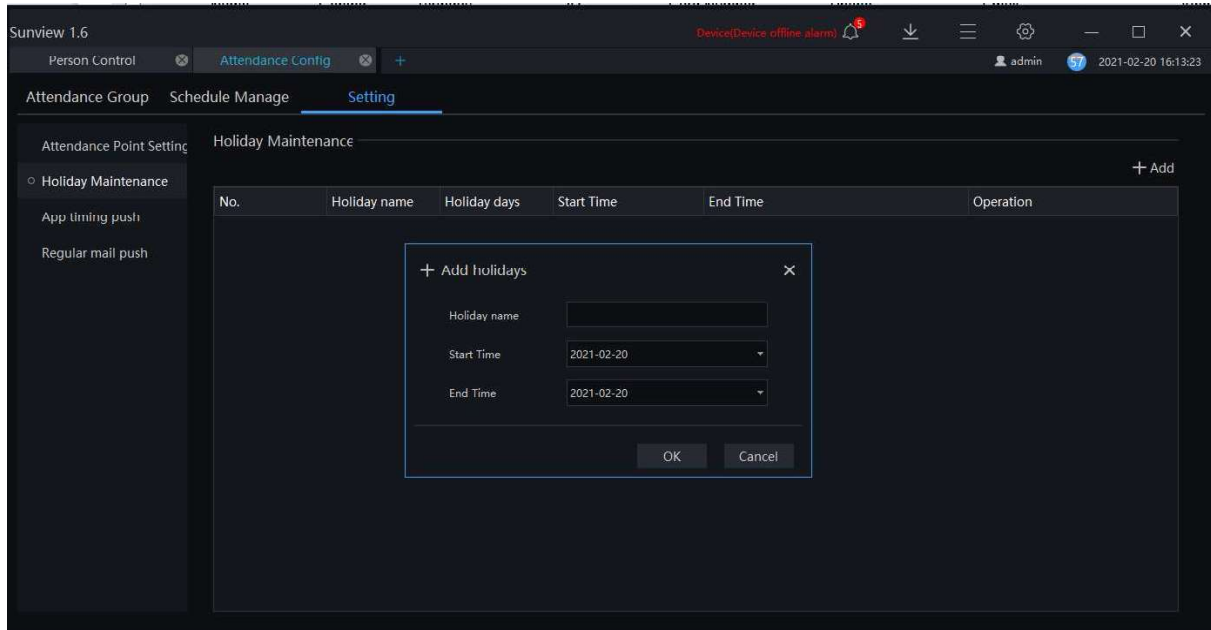 Sunview 1.6 Device(Device offline alarm) 5
Person Control Attendance Config + admin 57 2021-02-20 16:13:23
Attendance Group Schedule Manage Setting
Attendance Point Setting
Holiday Maintenance
App timing push
Regular mail push
Holiday Maintenance
+ Add
No. Holiday name Holiday days Start Time End Time Operation
+ Add holidays
Holiday name
Start Time 2021-02-20
End Time 2021-02-20
OK Cancel